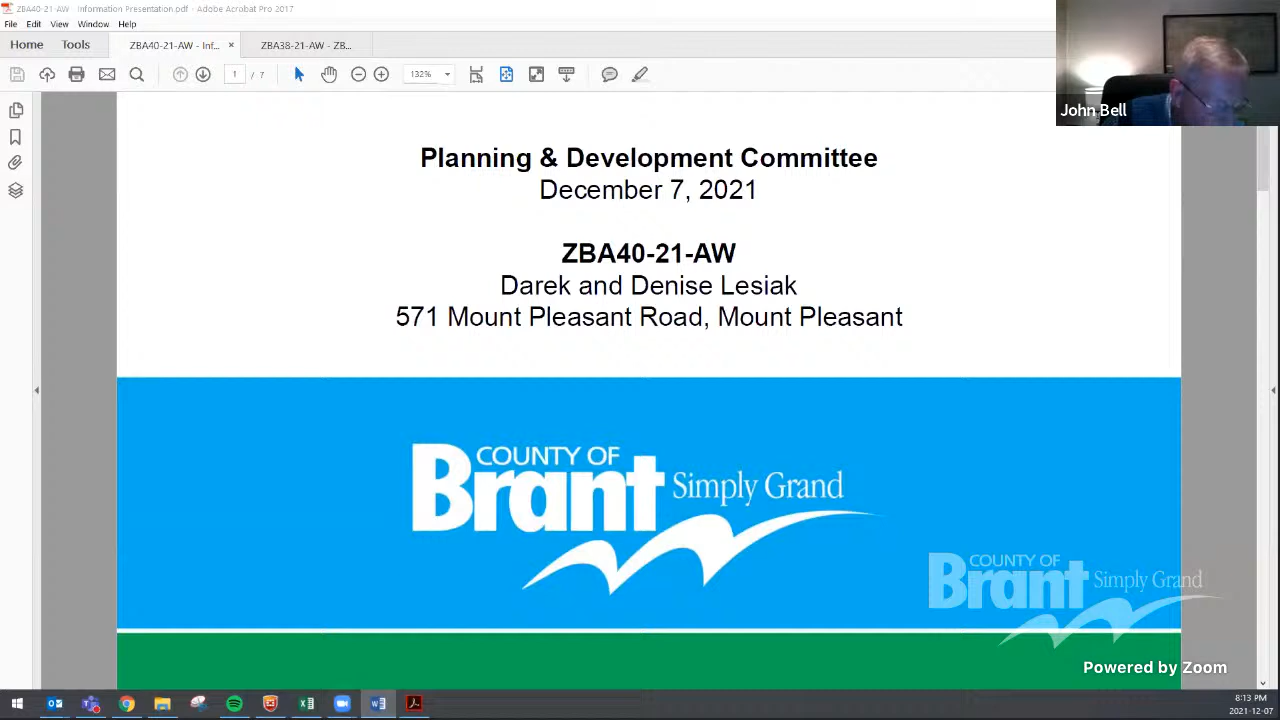 ZBA40-21-AW - Information Presentation.pdf - Adobe Acrobat Pro 2017
File Edit View Window Help
Home Tools ZBA40-21-AW - Inf... × ZBA38-21-AW - ZB...
1 / 7 132%
John Bell
Planning & Development Committee
December 7, 2021
ZBA40-21-AW
Darek and Denise Lesiak
571 Mount Pleasant Road, Mount Pleasant
COUNTY OF
Brant Simply Grand
COUNTY OF
Brant Simply Grand
Powered by Zoom
8:13 PM
2021-12-07